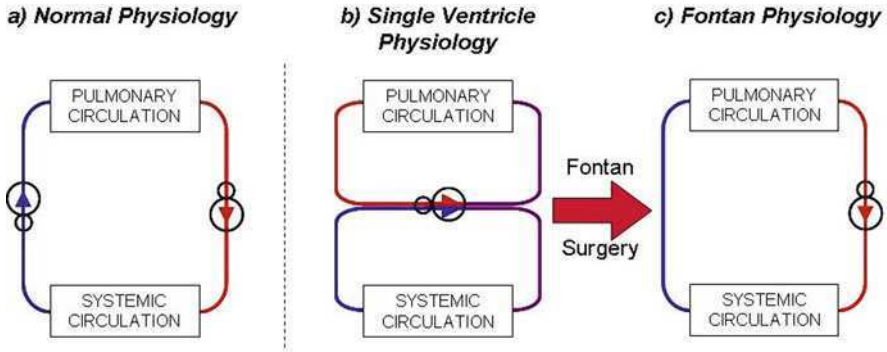 a) Normal Physiology
PULMONARY
CIRCULATION
SYSTEMIC
CIRCULATION
b) Single Ventricle
Physiology
PULMONARY
CIRCULATION
SYSTEMIC
CIRCULATION
Fontan
Surgery
c) Fontan Physiology
PULMONARY
CIRCULATION
SYSTEMIC
CIRCULATION